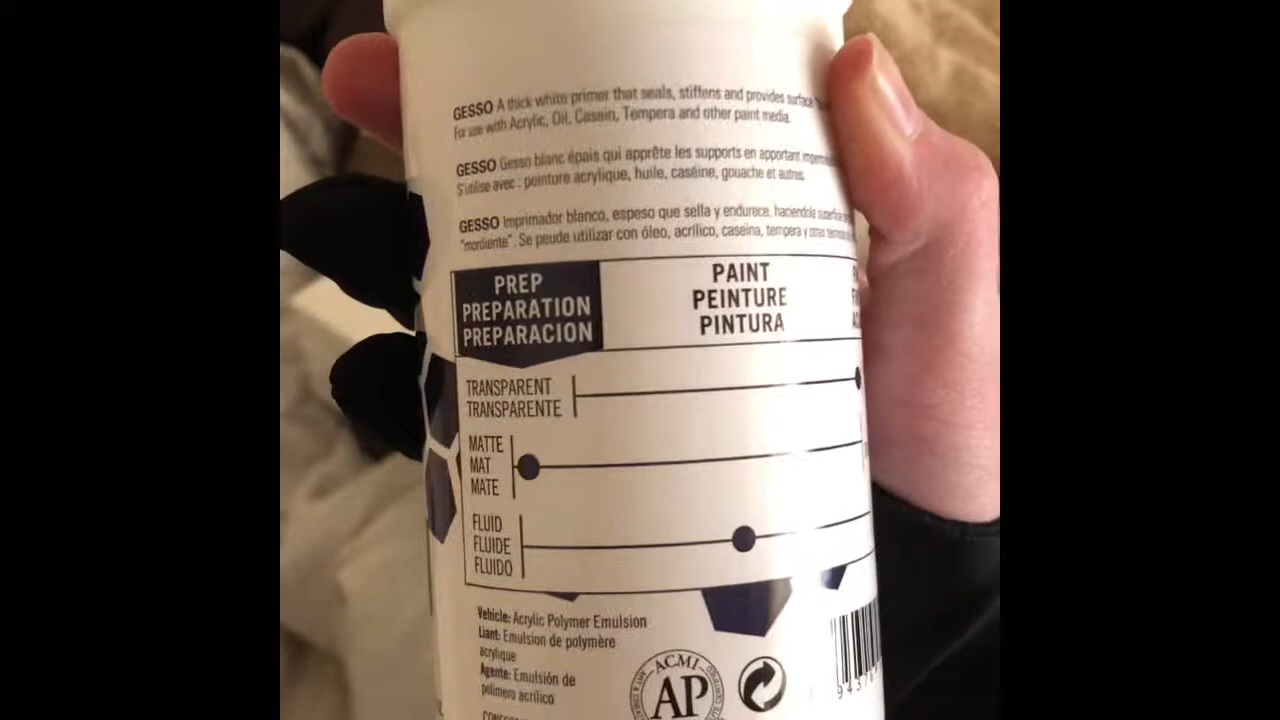 GESSO A thick white primer that seals, stiffens and provides surface
For use with Acrylic, Oil, Casein, Tempera and other paint media.
GESSO Gesso blanc épais qui apprête les supports en apportant
S'utilise avec : peinture acrylique, huile, caséine, gouache et autres.
GESSO Imprimador blanco, espeso que sella y endurece, haciendole superficie
"mordiente". Se peude utilizar con óleo, acrílico, caseina, tempera y otras
PREP
PREPARATION
PREPARACION
PAINT
PEINTURE
PINTURA
TRANSPARENT
TRANSPARENTE
MATTE
MAT
MATE
FLUID
FLUIDE
FLUIDO
Vehicle: Acrylic Polymer Emulsion
Liant: Emulsion de polymère
acrylique
Agente: Emulsión de
polimero acrílico
ACMI
AP